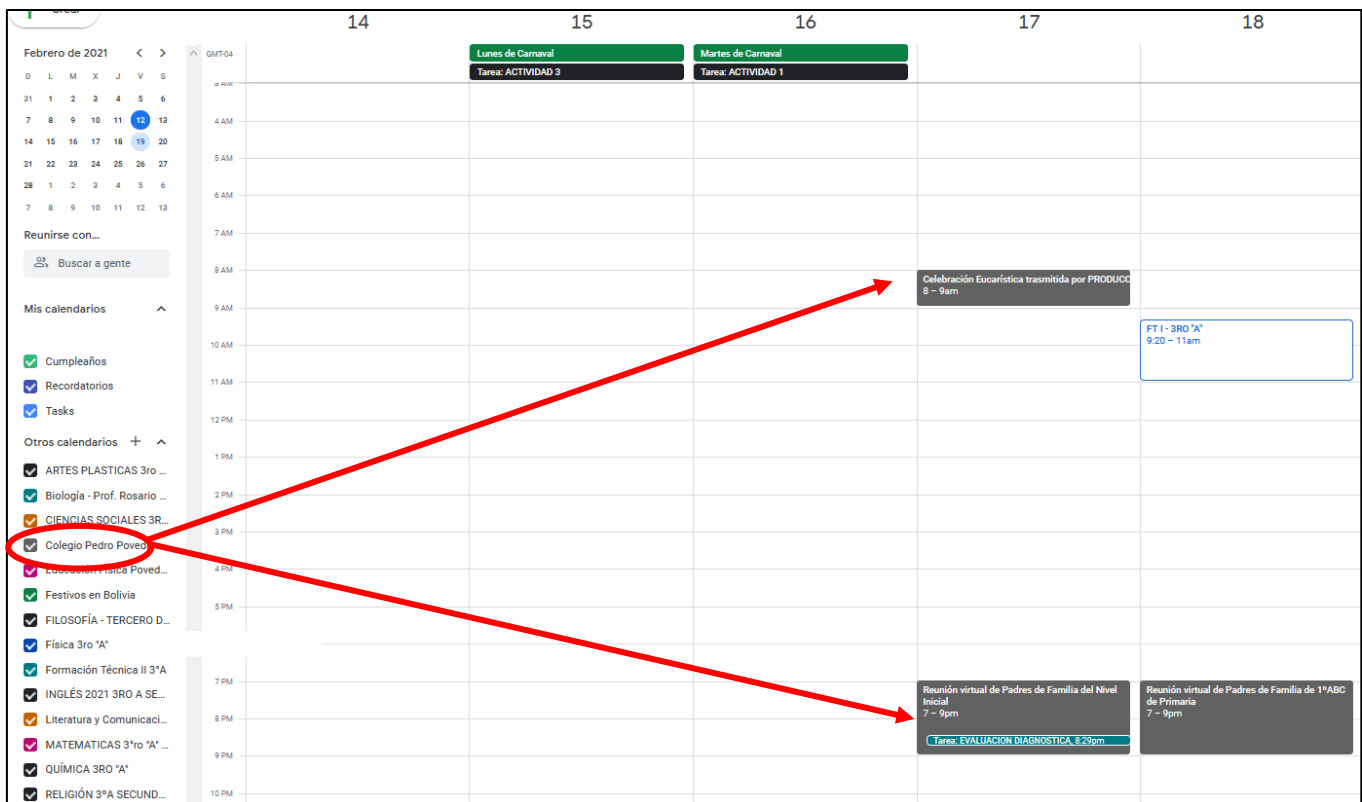 14 15 16 17 18
Febrero de 2021 < >
D L M X J V S
31 1 2 3 4 5 6
7 8 9 10 11 12 13
14 15 16 17 18 19 20
21 22 23 24 25 26 27
28 1 2 3 4 5 6
7 8 9 10 11 12 13
Reunirse con...
Buscar a gente
Mis calendarios
Cumpleaños
Recordatorios
Tasks
Otros calendarios +
ARTES PLASTICAS 3ro ...
Biología - Prof. Rosario ...
CIENCIAS SOCIALES 3R...
Colegio Pedro Poved
Educación Física Poved...
Festivos en Bolivia
FILOSOFÍA - TERCERO D...
Física 3ro "A"
Formación Técnica II 3°A
INGLÉS 2021 3RO A SE...
Literatura y Comunicaci...
MATEMATICAS 3°ro "A" ...
QUÍMICA 3RO "A"
RELIGIÓN 3ºA SECUND...
GMT-04
Lunes de Carnaval
Tarea: ACTIVIDAD 3
Martes de Carnaval
Tarea: ACTIVIDAD 1
4 AM
5 AM
6 AM
7 AM
8 AM
9 AM
10 AM
11 AM
12 PM
1 PM
2 PM
3 PM
4 PM
5 PM
7 PM
8 PM
9 PM
10 PM
Celebración Eucarística trasmitida por PRODUCC
8 – 9am
FT I - 3RO "A"
9:20 – 11am
Reunión virtual de Padres de Familia del Nivel
Inicial
7 – 9pm
Tarea: EVALUACION DIAGNOSTICA, 8:29pm
Reunión virtual de Padres de Familia de 1ºABC
de Primaria
7 – 9pm